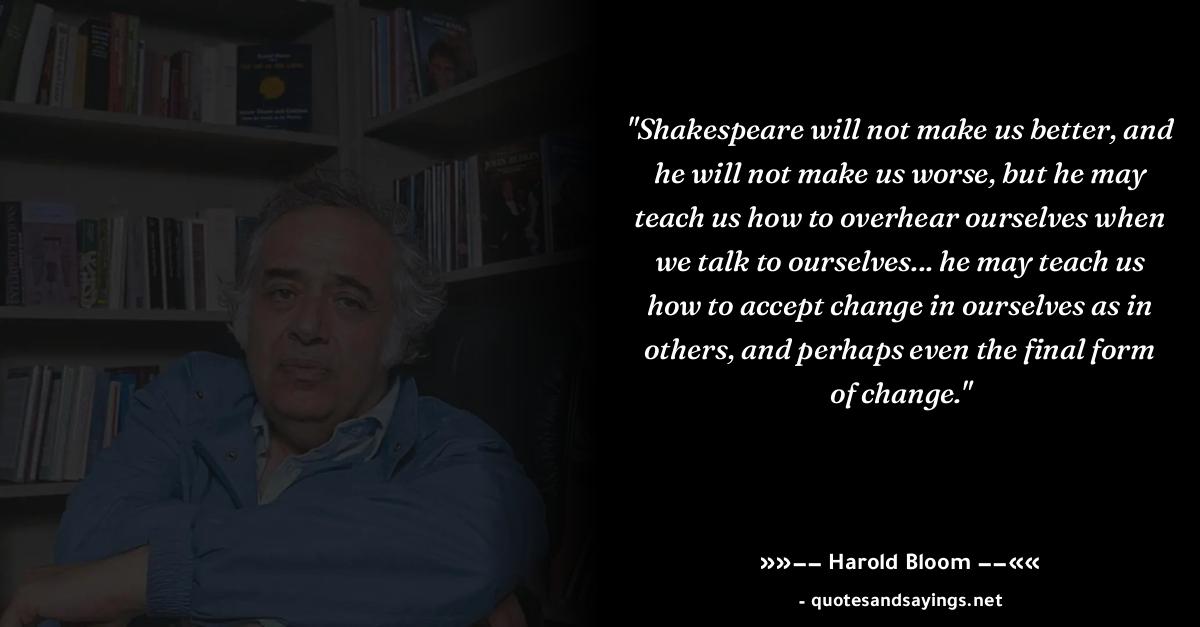 "Shakespeare will not make us better, and
he will not make us worse, but he may
teach us how to overhear ourselves when
we talk to ourselves... he may teach us
how to accept change in ourselves as in
others, and perhaps even the final form
of change."
»»–– Harold Bloom ––««
- quotesandsayings.net